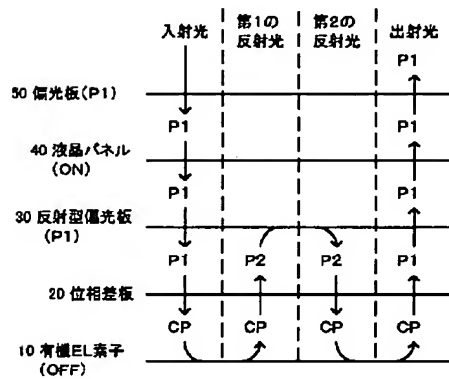 入射光 第1の反射光 第2の反射光 出射光
P1
50 偏光板(P1)
P1 P1
40 液晶パネル
(ON)
P1 P1
30 反射型偏光板
(P1)
P1 P2 P2 P1
20 位相差板
CP CP CP CP
10 有機EL素子
(OFF)